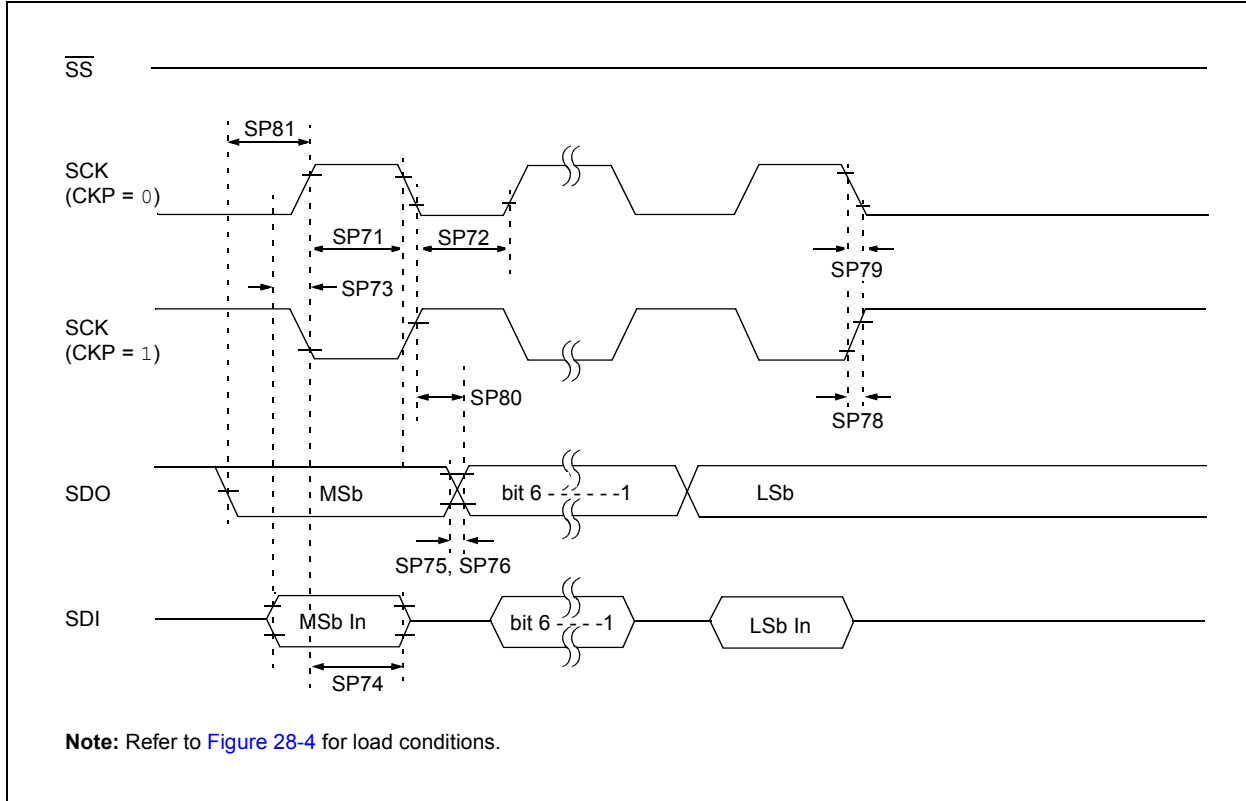 SS
SP81
SCK
(CKP = 0)
SP71
SP72
SP79
SP73
SCK
(CKP = 1)
SP80
SP78
SDO
MSb
bit 6 - - - - - -1
LSb
SP75, SP76
SDI
MSb In
bit 6 - - - -1
LSb In
SP74
Note: Refer to Figure 28-4 for load conditions.